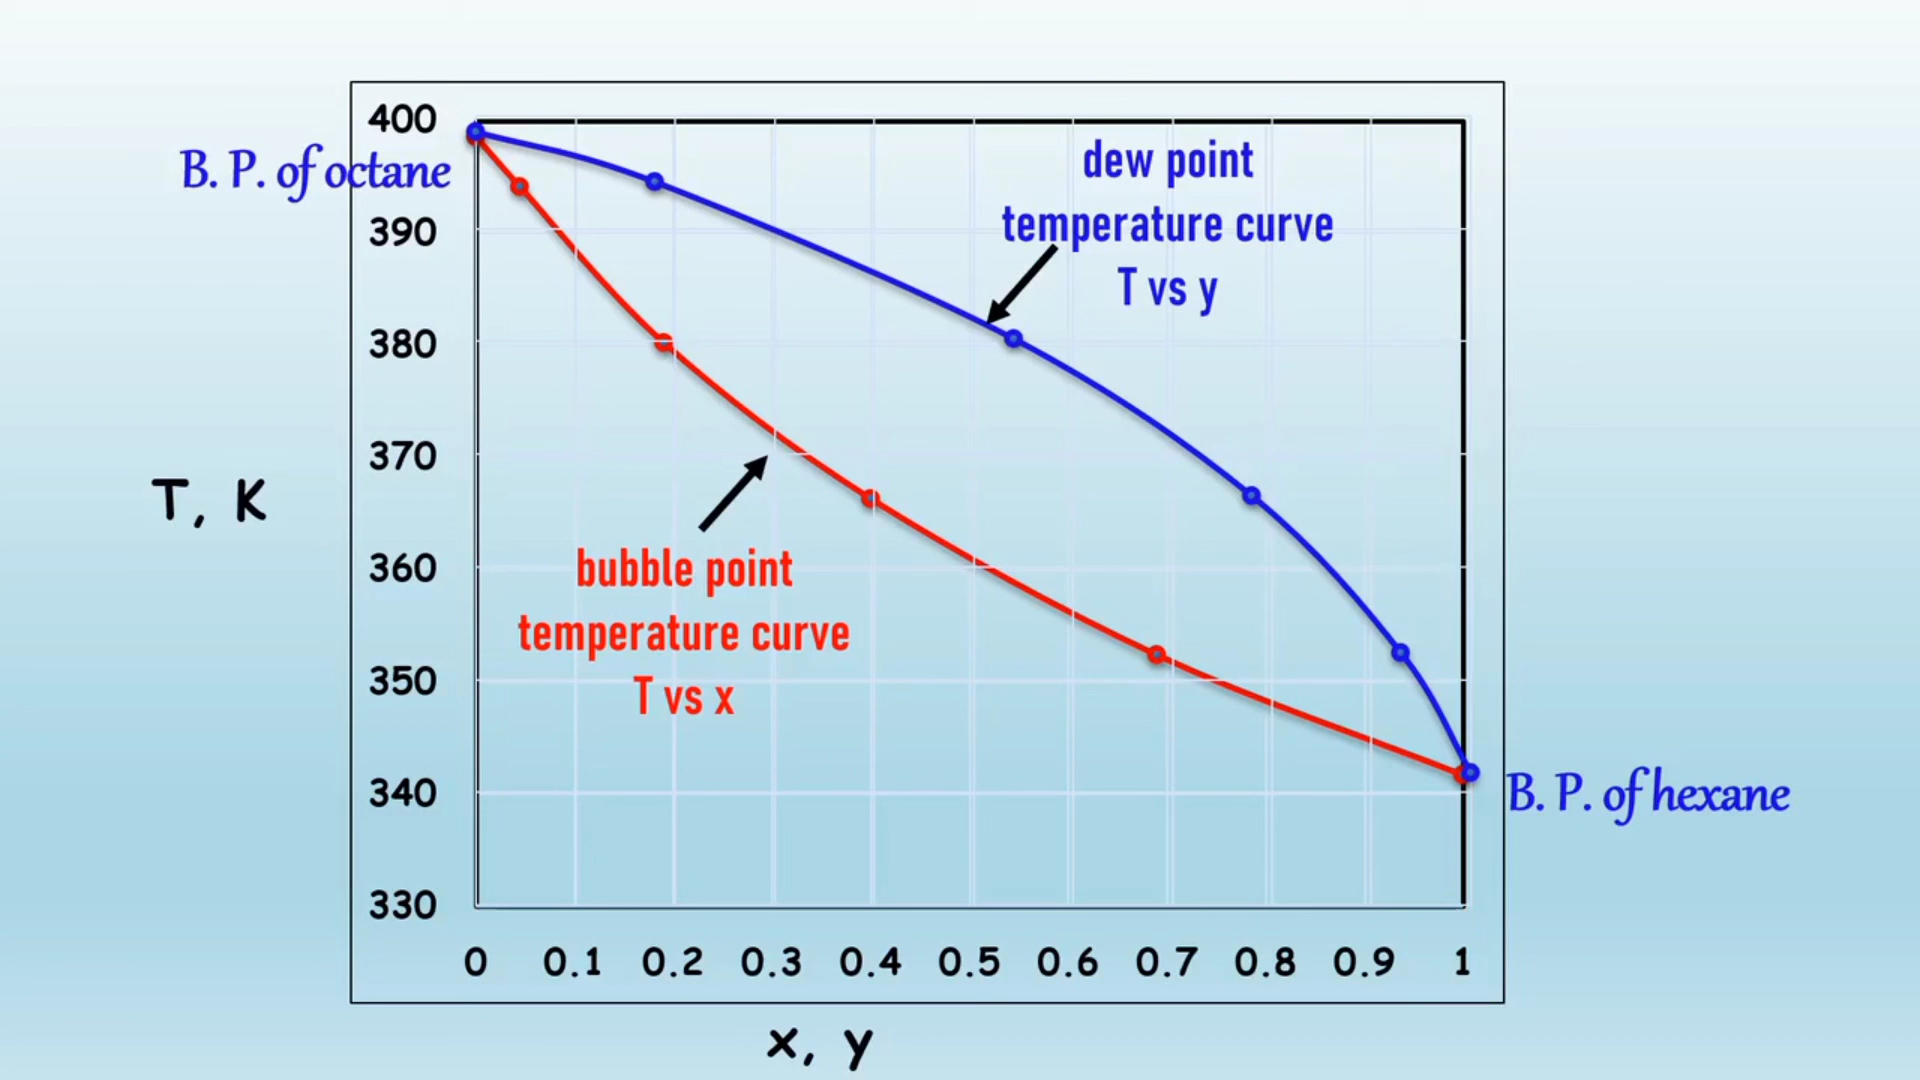 400
B. P. of octane
390
380
370
360
350
340
330
T, K
dew point
temperature curve
T vs y
bubble point
temperature curve
T vs x
B. P. of hexane
0 0.1 0.2 0.3 0.4 0.5 0.6 0.7 0.8 0.9 1
x, y